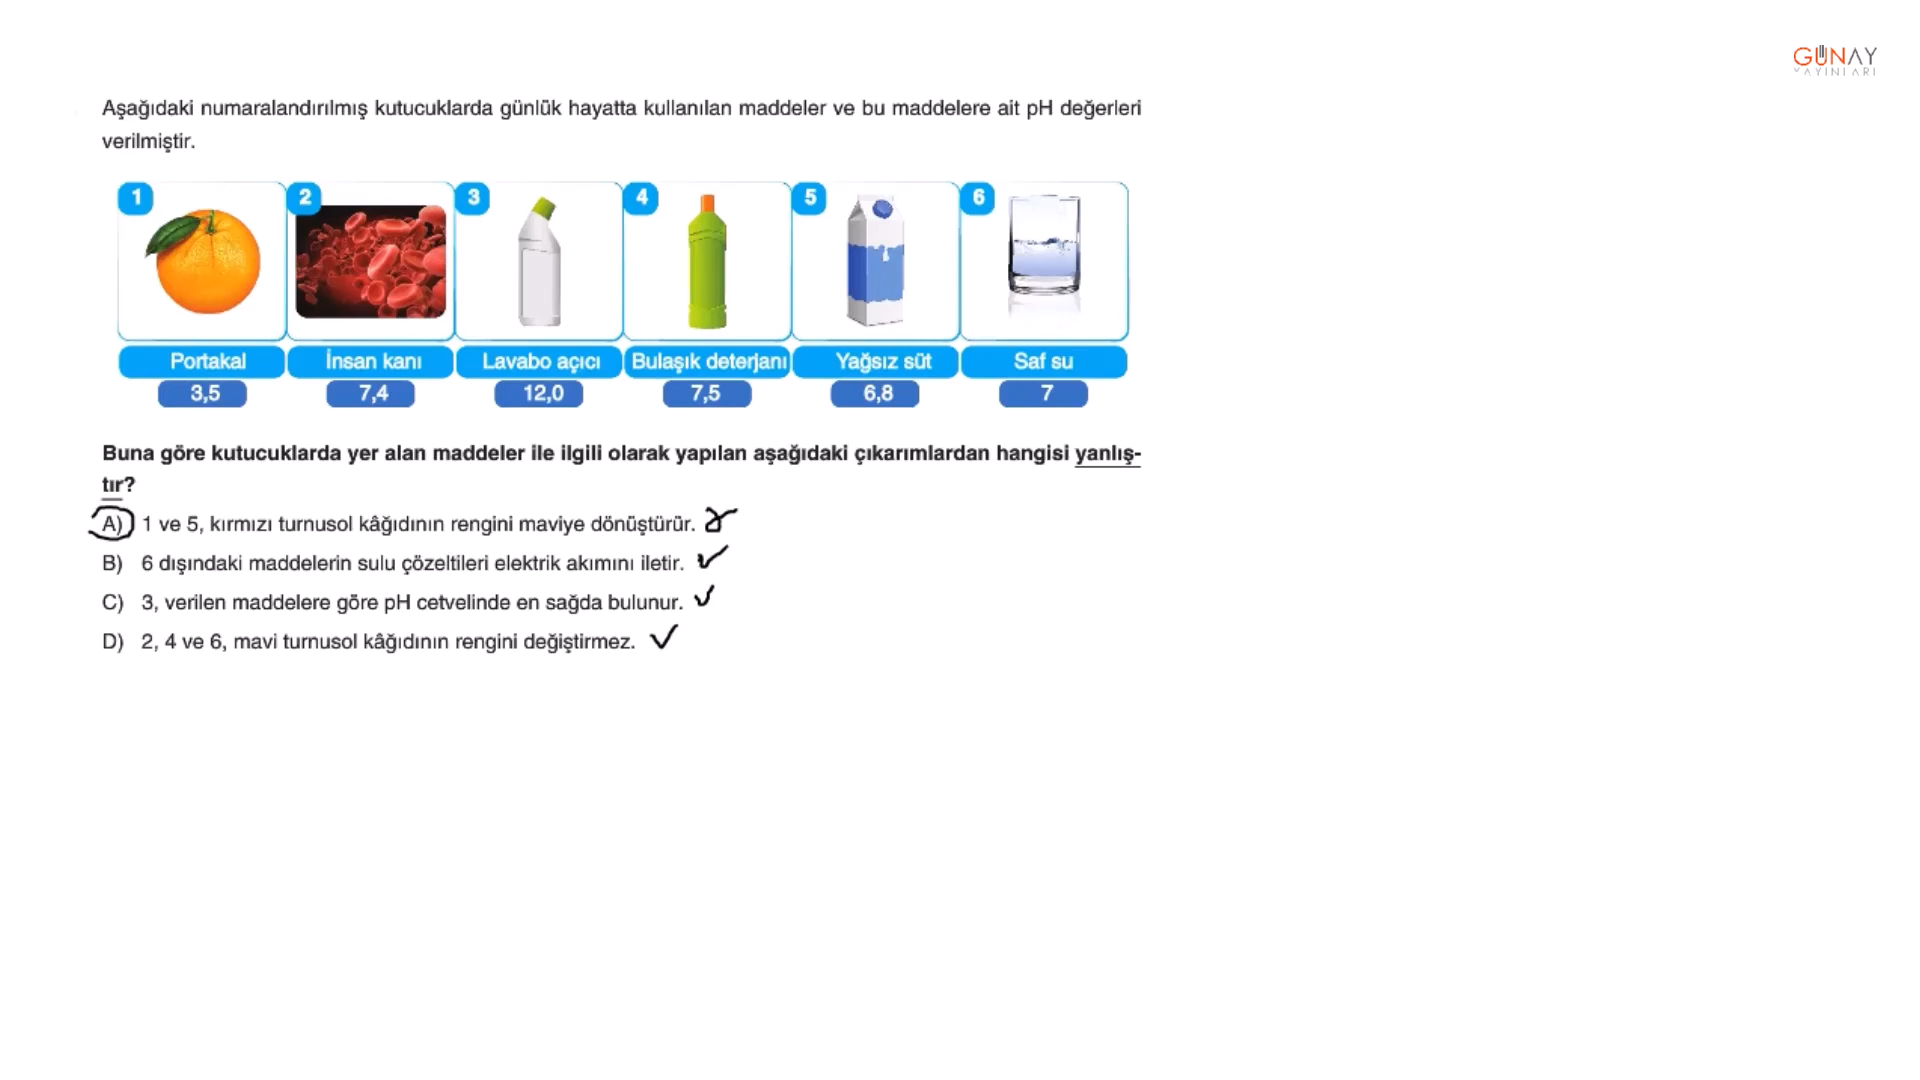 GÜNAY
YAYINLARI
Aşağıdaki numaralandırılmış kutucuklarda günlük hayatta kullanılan maddeler ve bu maddelere ait pH değerleri
verilmiştir.
1 2 3 4 5 6
Portakal İnsan kanı Lavabo açıcı Bulaşık deterjanı Yağsız süt Saf su
3,5 7,4 12,0 7,5 6,8 7
Buna göre kutucuklarda yer alan maddeler ile ilgili olarak yapılan aşağıdaki çıkarımlardan hangisi yanlış-
tır?
A) 1 ve 5, kırmızı turnusol kâğıdının rengini maviye dönüştürür.
B) 6 dışındaki maddelerin sulu çözeltileri elektrik akımını iletir.
C) 3, verilen maddelere göre pH cetvelinde en sağda bulunur.
D) 2, 4 ve 6, mavi turnusol kâğıdının rengini değiştirmez.